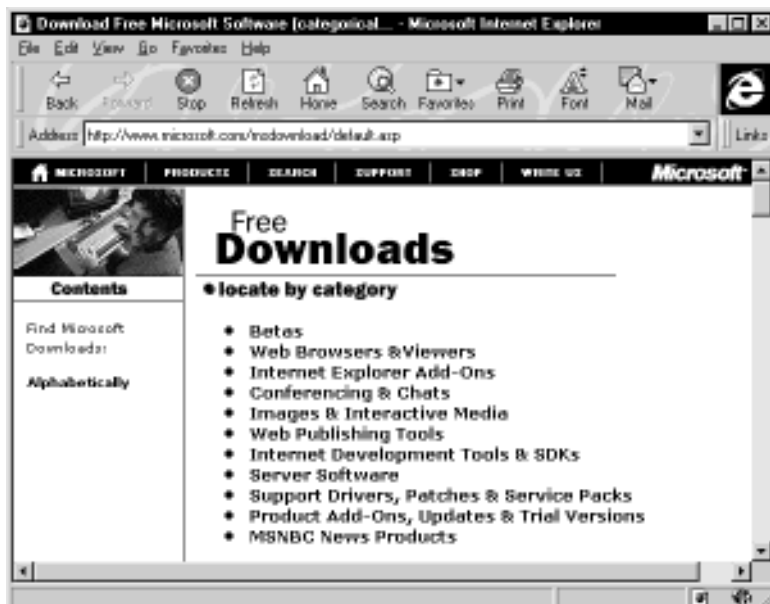 Download Free Microsoft Software (categorical... - Microsoft Internet Explorer
File Edit View Go Favorites Help
Back Forward Stop Refresh Home Search Favorites Print Font Mail
Address http://www.microsoft.com/msdownload/default.asp Links
MICROSOFT PRODUCTS SEARCH SUPPORT SHOP WRITE US Microsoft
Free
Downloads
Contents
locate by category
Find Microsoft
Downloads:
Alphabetically
Betas
Web Browsers &Viewers
Internet Explorer Add-Ons
Conferencing & Chats
Images & Interactive Media
Web Publishing Tools
Internet Development Tools & SDKs
Server Software
Support Drivers, Patches & Service Packs
Product Add-Ons, Updates & Trial Versions
MSNBC News Products